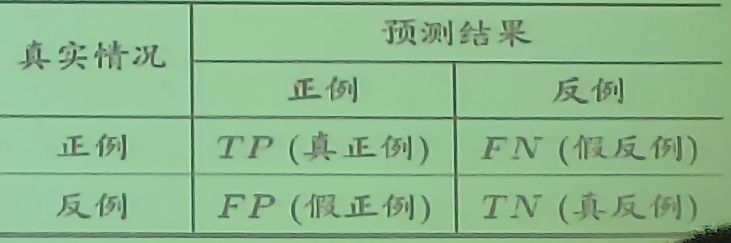 真实情况
预测结果
正例 反例
正例 TP (真正例) FN (假反例)
反例 FP (假正例) TN (真反例)